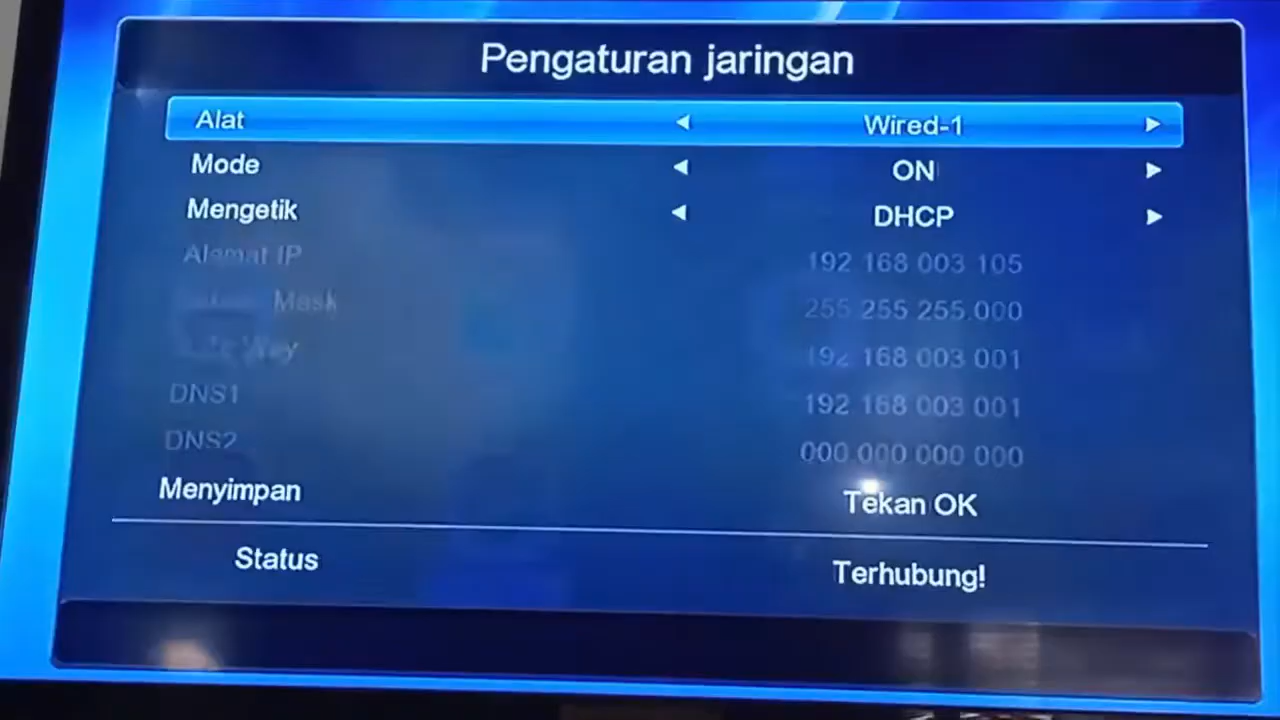 Pengaturan jaringan
Alat Wired-1
Mode ON
Mengetik DHCP
Alamat IP 192 168 003 105
Mask 255 255 255.000
Way 192 168 003 001
DNS1 192 168 003 001
DNS2 000 000 000 000
Menyimpan Tekan OK
Status Terhubung!